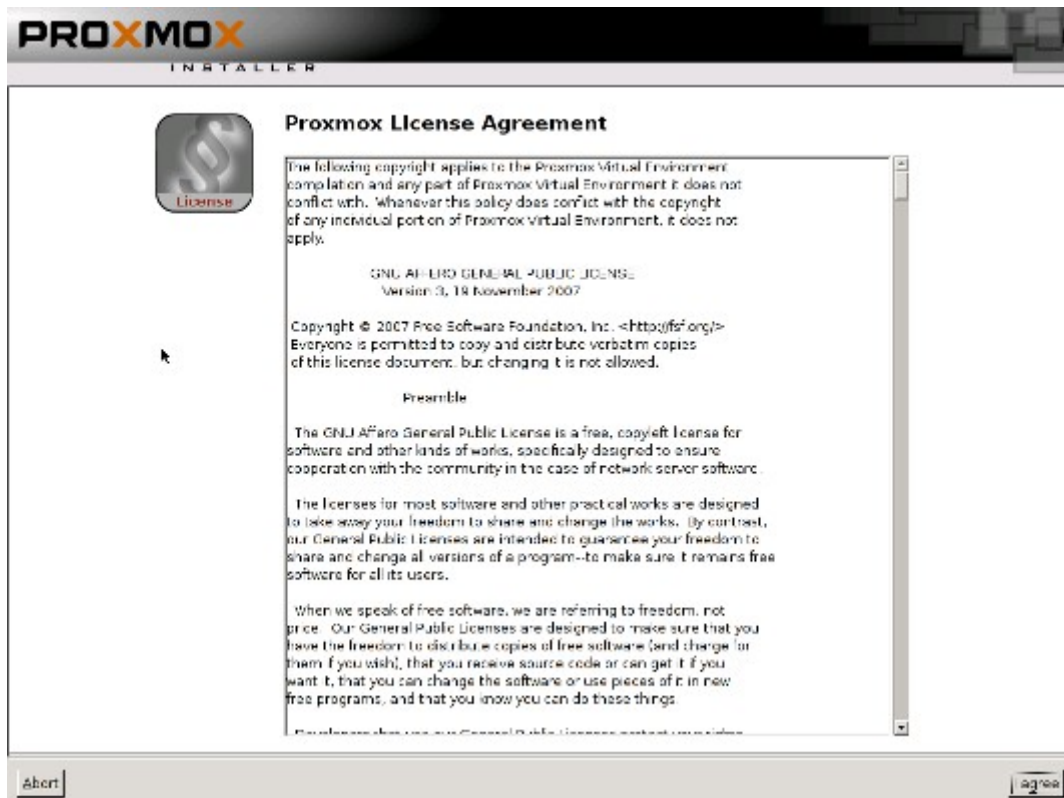 PROXMOX
INSTALLER
License
Proxmox License Agreement
The following copyright applies to the Proxmox Virtual Environment
compilation and any part of Proxmox Virtual Environment it does not
conflict with.  Whenever this policy does conflict with the copyright
of any individual portion of Proxmox Virtual Environment, it does not
apply.
GNU AFFERO GENERAL PUBLIC LICENSE
Version 3, 19 November 2007
Copyright © 2007 Free Software Foundation, Inc. <http://fsf.org/>
Everyone is permitted to copy and distribute verbatim copies
of this license document, but changing it is not allowed.
Preamble
The GNU Affero General Public License is a free, copyleft license for
software and other kinds of works, specifically designed to ensure
cooperation with the community in the case of network server software.
The licenses for most software and other practical works are designed
to take away your freedom to share and change the works.  By contrast,
our General Public Licenses are intended to guarantee your freedom to
share and change all versions of a program--to make sure it remains free
software for all its users.
When we speak of free software, we are referring to freedom, not
price.  Our General Public Licenses are designed to make sure that you
have the freedom to distribute copies of free software (and charge for
them if you wish), that you receive source code or can get it if you
want it, that you can change the software or use pieces of it in new
free programs, and that you know you can do these things.
Abort
I agree